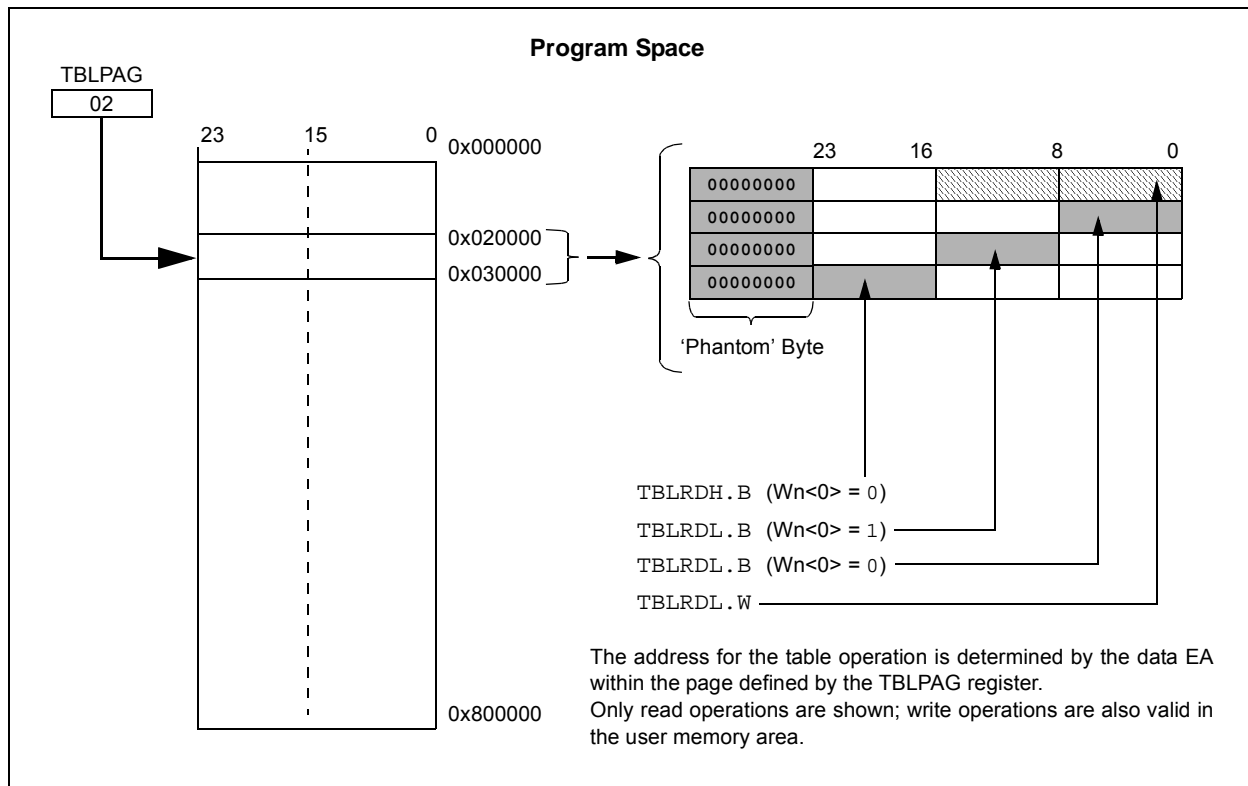 Program Space
TBLPAG
02
23 15 0
0x000000
0x020000
0x030000
0x800000
23 16 8 0
00000000
00000000
00000000
00000000
‘Phantom’ Byte
TBLRDH.B (Wn<0> = 0)
TBLRDL.B (Wn<0> = 1)
TBLRDL.B (Wn<0> = 0)
TBLRDL.W
The address for the table operation is determined by the data EA
within the page defined by the TBLPAG register.
Only read operations are shown; write operations are also valid in
the user memory area.